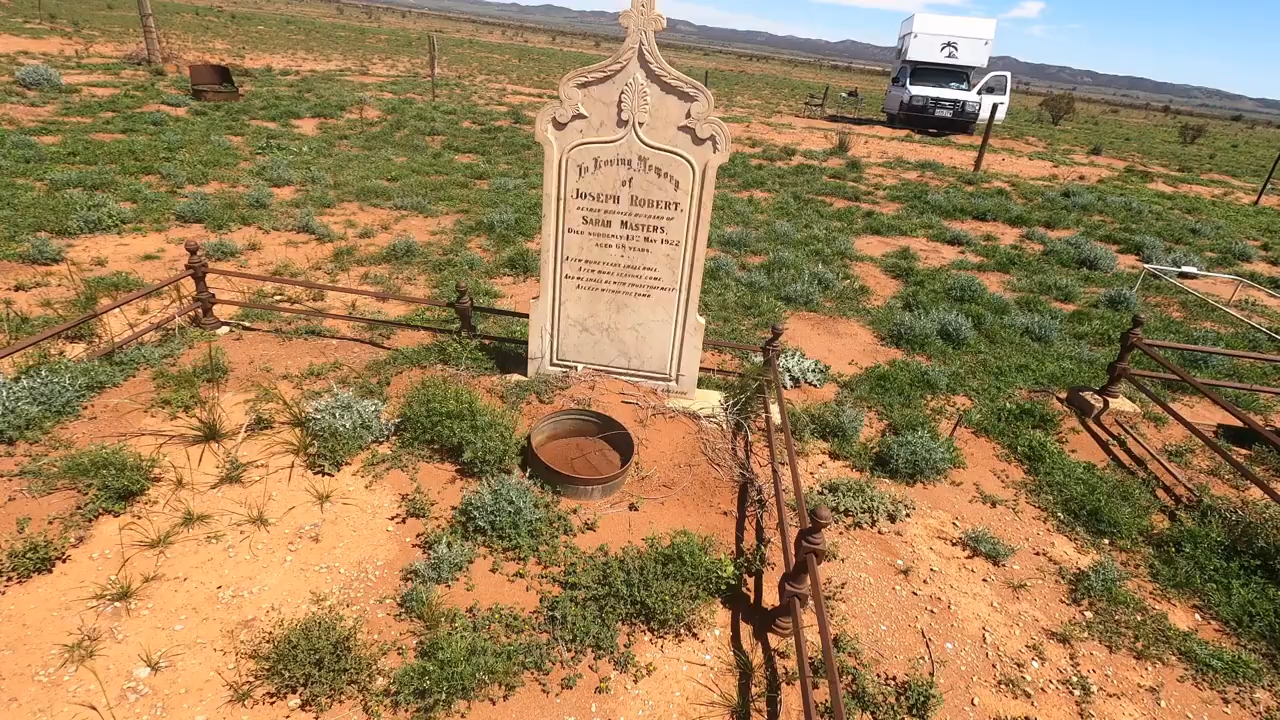 In Loving Memory
of
JOSEPH ROBERT,
DEARLY BELOVED HUSBAND OF
SARAH MASTERS,
DIED SUDDENLY 13TH MAY 1922
AGED 68 YEARS.
A FEW MORE YEARS SHALL ROLL,
A FEW MORE SEASONS COME,
AND WE SHALL BE WITH THOSE THAT REST
ASLEEP WITHIN THE TOMB.